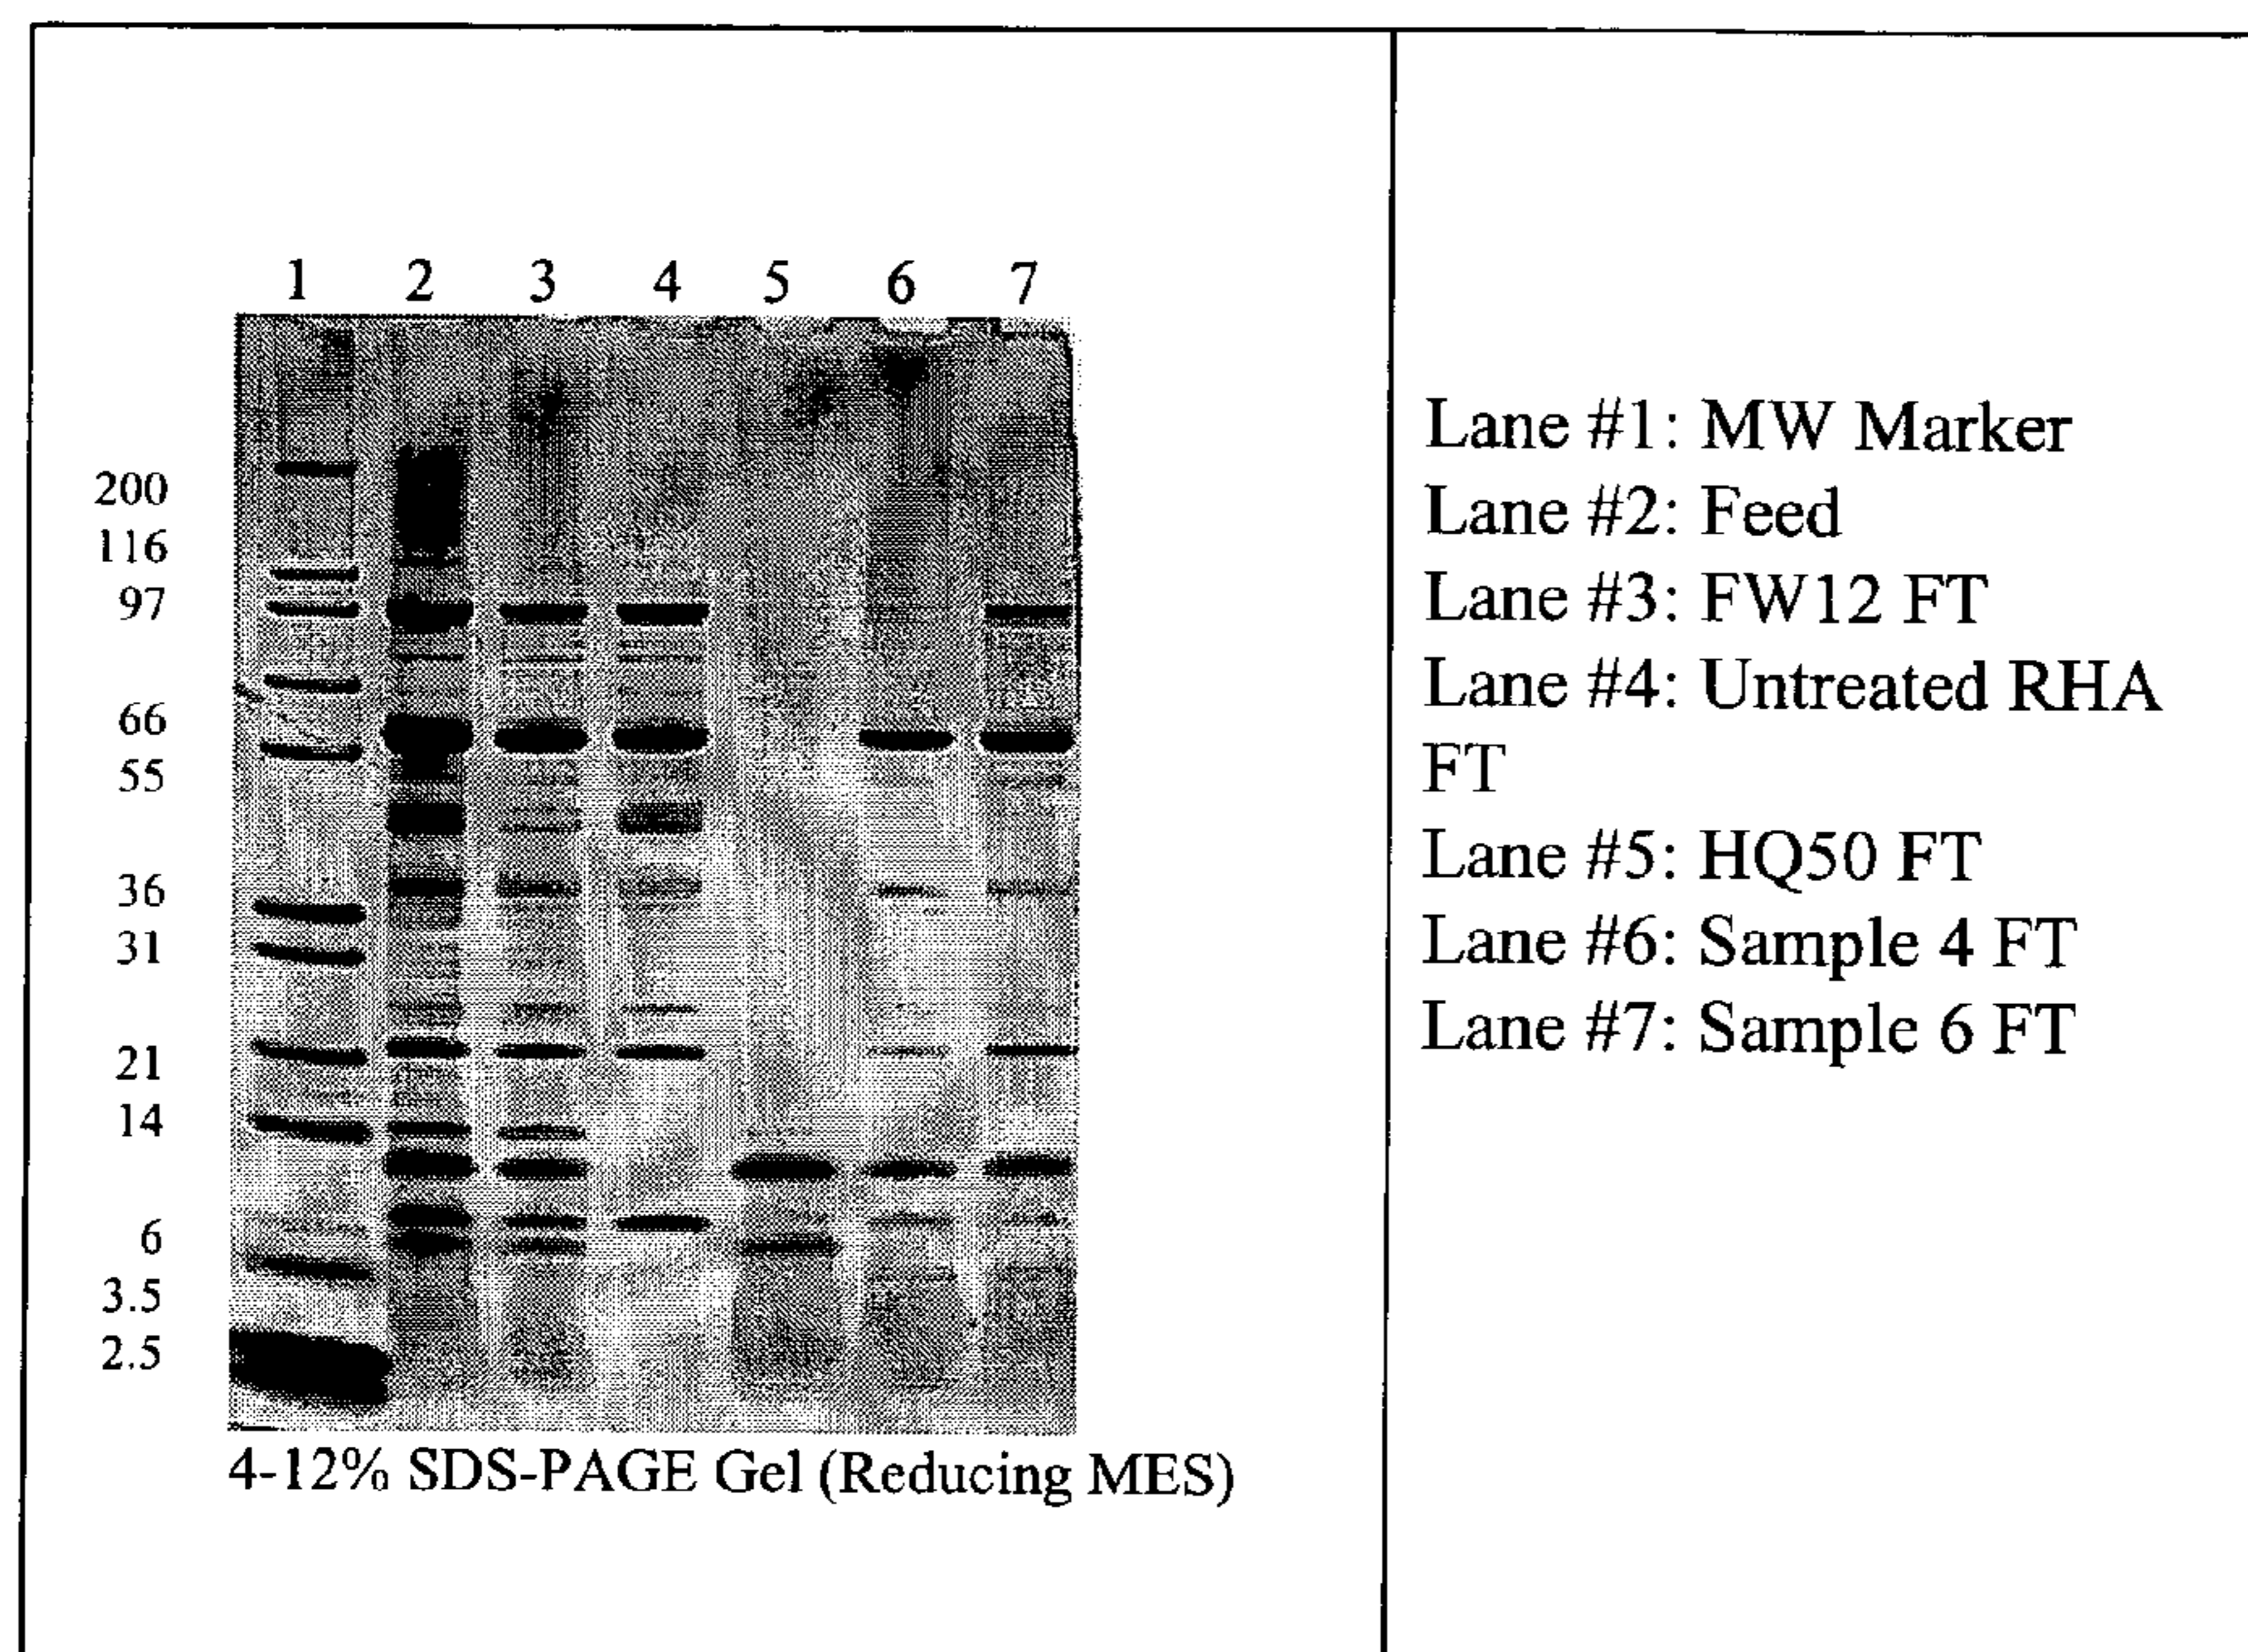 1 2 3 4 5 6 7
200
116
97
66
55
36
31
21
14
6
3.5
2.5
4-12% SDS-PAGE Gel (Reducing MES)
Lane #1: MW Marker
Lane #2: Feed
Lane #3: FW12 FT
Lane #4: Untreated RHA
FT
Lane #5: HQ50 FT
Lane #6: Sample 4 FT
Lane #7: Sample 6 FT